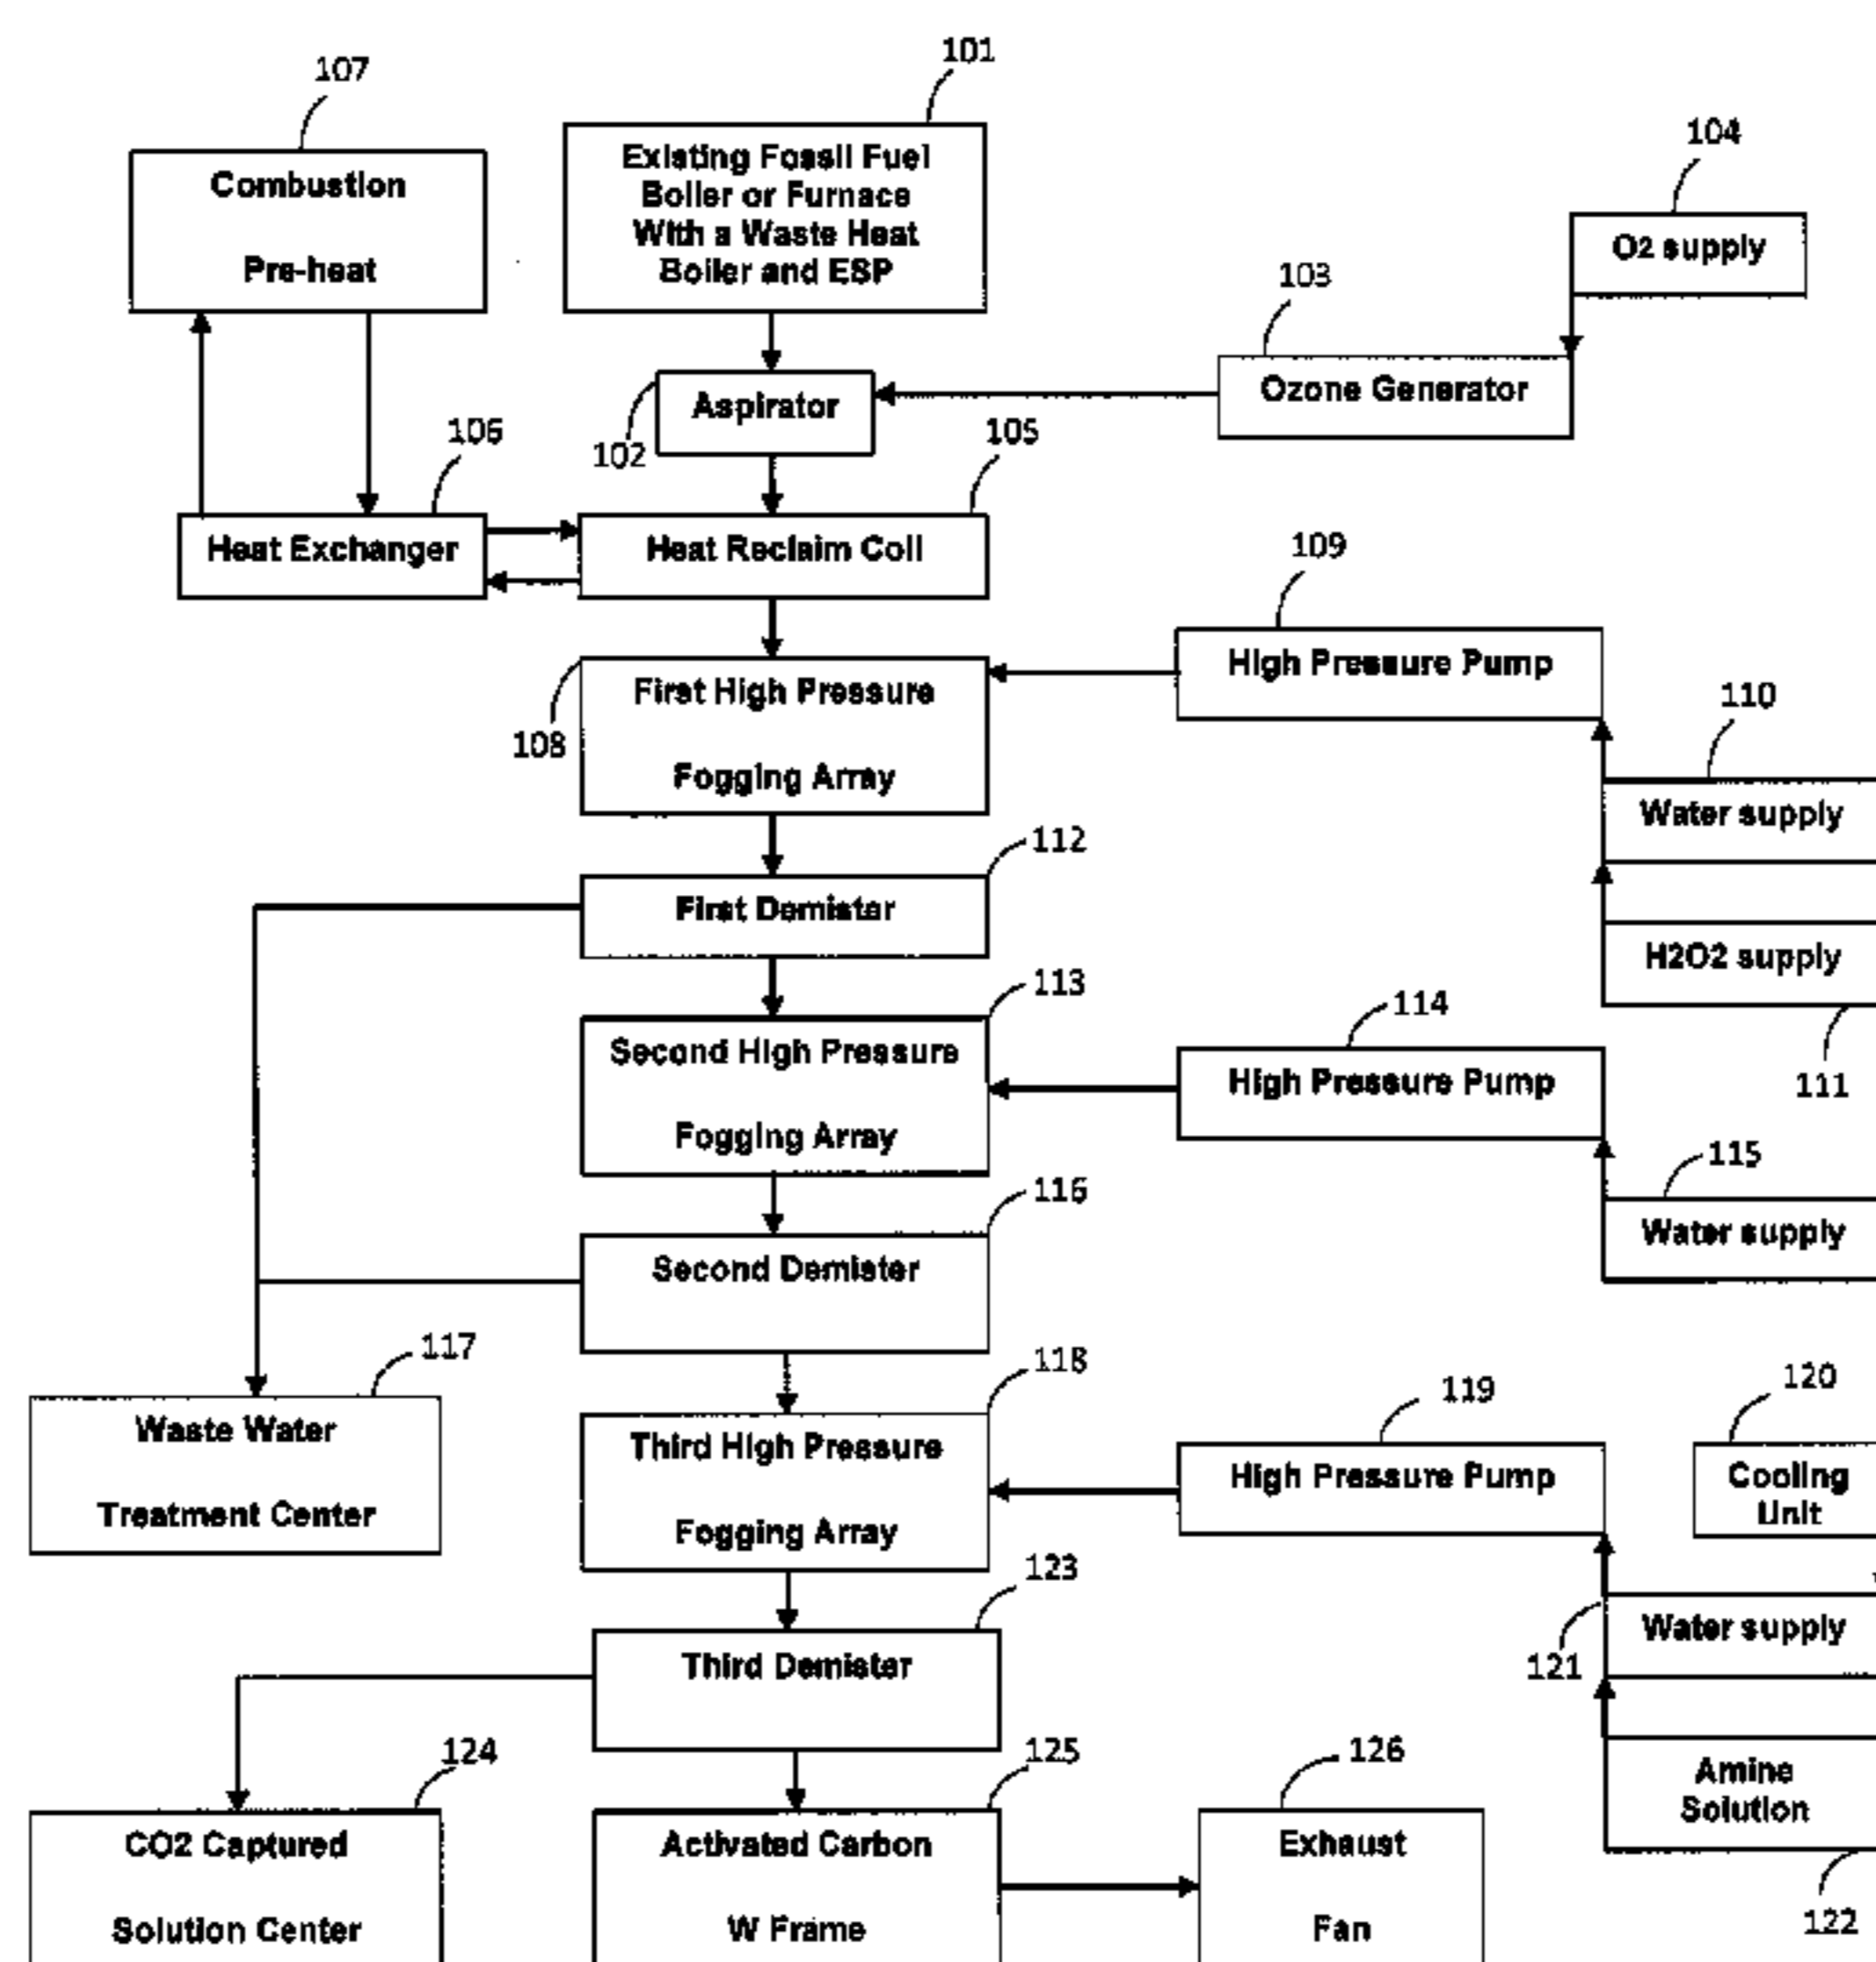 101
107
Existing Fossil Fuel
Boiler or Furnace
With a Waste Heat
Boiler and ESP
104
Combustion
Pre-heat
O2 supply
103
Ozone Generator
Aspirator
102
106
105
Heat Exchanger
Heat Reclaim Coil
109
High Pressure Pump
First High Pressure
Fogging Array
108
110
Water supply
112
First Demister
H2O2 supply
111
113
Second High Pressure
Fogging Array
114
High Pressure Pump
115
Water supply
116
Second Demister
117
Waste Water
Treatment Center
118
Third High Pressure
Fogging Array
119
High Pressure Pump
120
Cooling
Unit
121
Water supply
123
Third Demister
Amine
Solution
122
124
CO2 Captured
Solution Center
125
Activated Carbon
W Frame
126
Exhaust
Fan